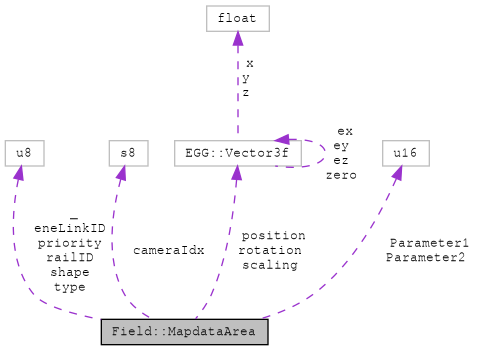 float
x
y
z
u8
s8
EGG::Vector3f
ex
ey
ez
zero
u16
_
eneLinkID
priority
railID
shape
type
cameraIdx
position
rotation
scaling
Parameter1
Parameter2
Field::MapdataArea